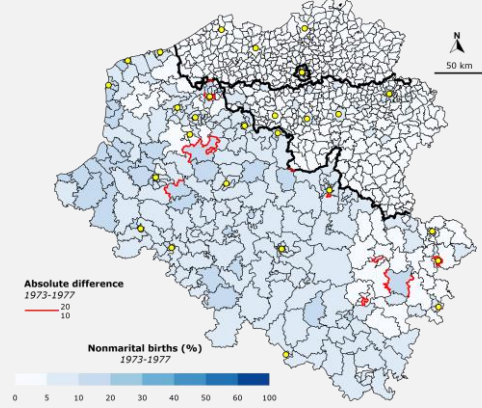 N
50 km
Absolute difference
1973-1977
20
10
Nonmarital births (%)
1973-1977
0 5 10 20 30 40 50 60 100